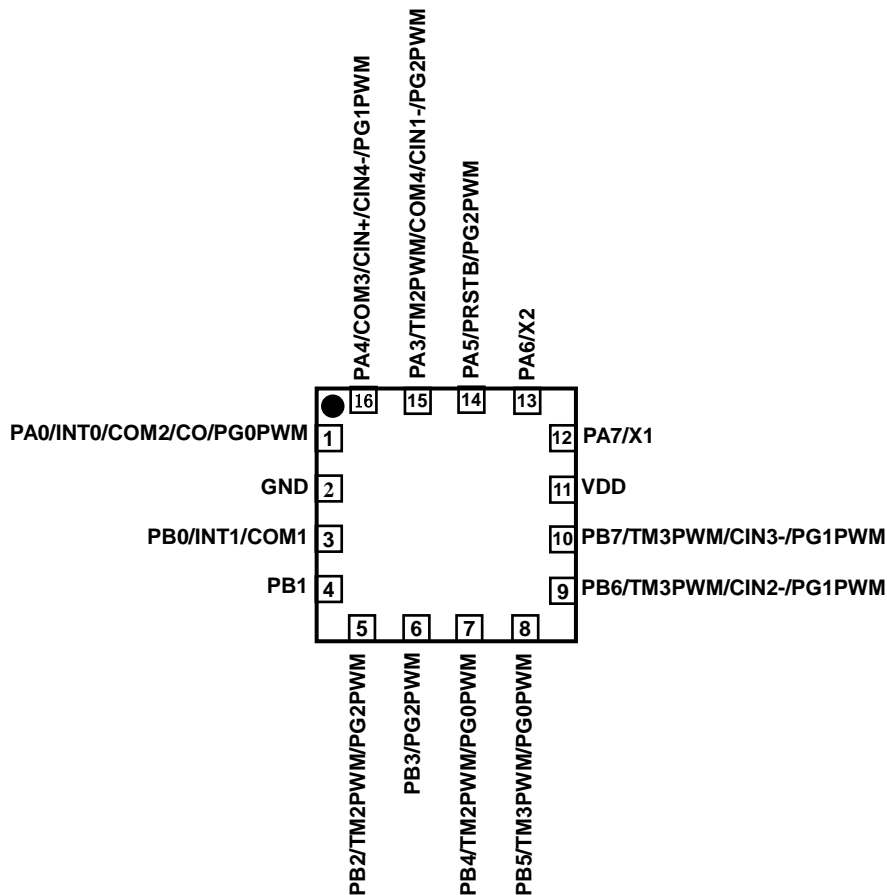 PA4/COM3/CIN+/CIN4-/PG1PWM
PA3/TM2PWM/COM4/CIN1-/PG2PWM
PA5/PRSTB/PG2PWM
PA6/X2
16
15
14
13
PA0/INT0/COM2/CO/PG0PWM
1
12
PA7/X1
GND
2
11
VDD
PB0/INT1/COM1
3
10
PB7/TM3PWM/CIN3-/PG1PWM
PB1
4
9
PB6/TM3PWM/CIN2-/PG1PWM
5
6
7
8
PB2/TM2PWM/PG2PWM
PB3/PG2PWM
PB4/TM2PWM/PG0PWM
PB5/TM3PWM/PG0PWM